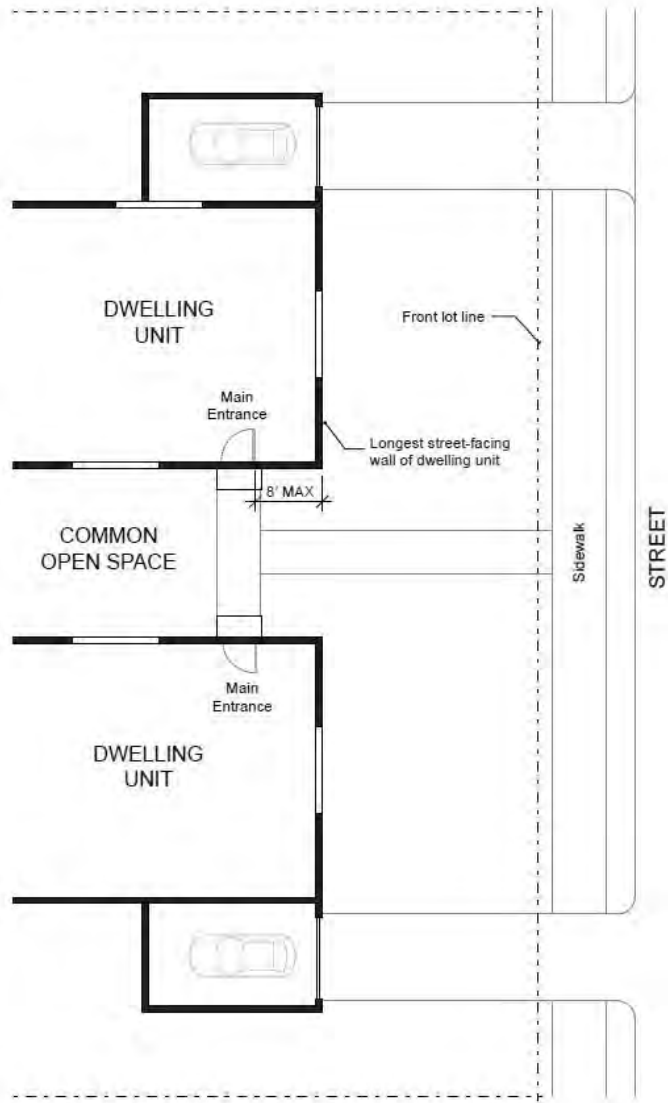 DWELLING
UNIT
Front lot line
Main
Entrance
Longest street-facing
wall of dwelling unit
8' MAX
COMMON
OPEN SPACE
Sidewalk
STREET
Main
Entrance
DWELLING
UNIT